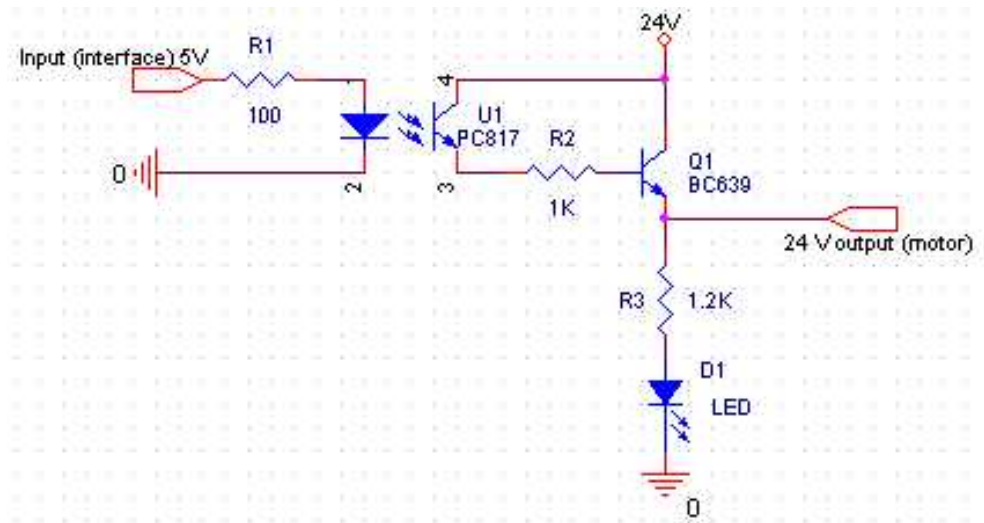 24V
Input (interface) 5V
R1
100
1
4
U1
PC817
R2
1K
Q1
BC639
0
2
3
24 V output (motor)
R3
1.2K
D1
LED
0